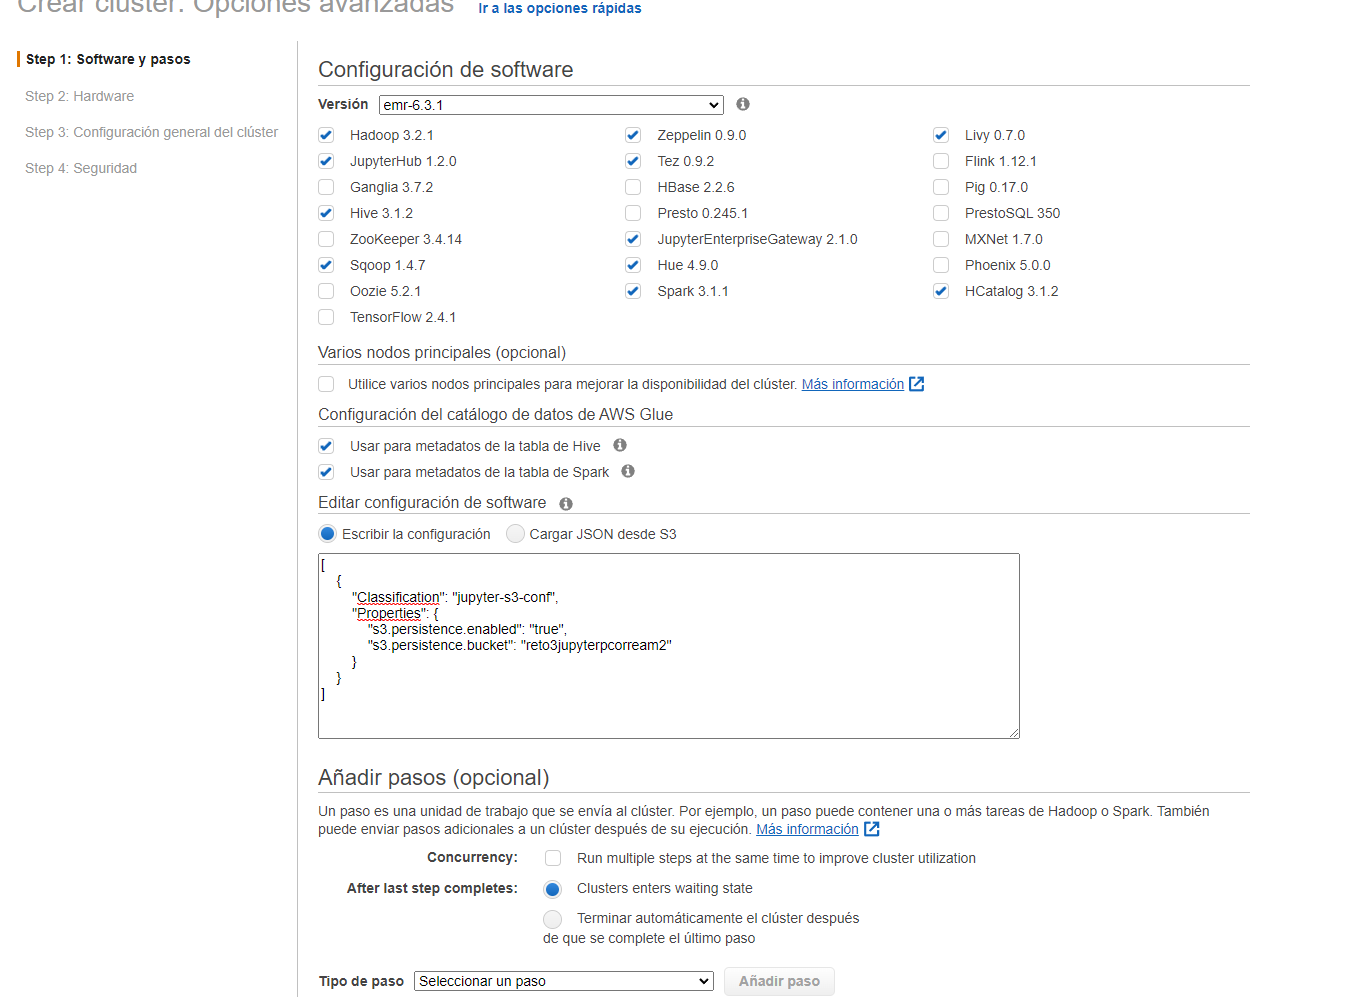 Crear clúster: Opciones avanzadas Ir a las opciones rápidas
Step 1: Software y pasos
Step 2: Hardware
Step 3: Configuración general del clúster
Step 4: Seguridad
Configuración de software
Versión emr-6.3.1
Hadoop 3.2.1 Zeppelin 0.9.0 Livy 0.7.0
JupyterHub 1.2.0 Tez 0.9.2 Flink 1.12.1
Ganglia 3.7.2 HBase 2.2.6 Pig 0.17.0
Hive 3.1.2 Presto 0.245.1 PrestoSQL 350
ZooKeeper 3.4.14 JupyterEnterpriseGateway 2.1.0 MXNet 1.7.0
Sqoop 1.4.7 Hue 4.9.0 Phoenix 5.0.0
Oozie 5.2.1 Spark 3.1.1 HCatalog 3.1.2
TensorFlow 2.4.1
Varios nodos principales (opcional)
Utilice varios nodos principales para mejorar la disponibilidad del clúster. Más información
Configuración del catálogo de datos de AWS Glue
Usar para metadatos de la tabla de Hive
Usar para metadatos de la tabla de Spark
Editar configuración de software
Escribir la configuración Cargar JSON desde S3
[
{
"Classification": "jupyter-s3-conf",
"Properties": {
"s3.persistence.enabled": "true",
"s3.persistence.bucket": "reto3jupyterpcorream2"
}
}
]
Añadir pasos (opcional)
Un paso es una unidad de trabajo que se envía al clúster. Por ejemplo, un paso puede contener una o más tareas de Hadoop o Spark. También
puede enviar pasos adicionales a un clúster después de su ejecución. Más información
Concurrency: Run multiple steps at the same time to improve cluster utilization
After last step completes: Clusters enters waiting state
Terminar automáticamente el clúster después
de que se complete el último paso
Tipo de paso Seleccionar un paso Añadir paso